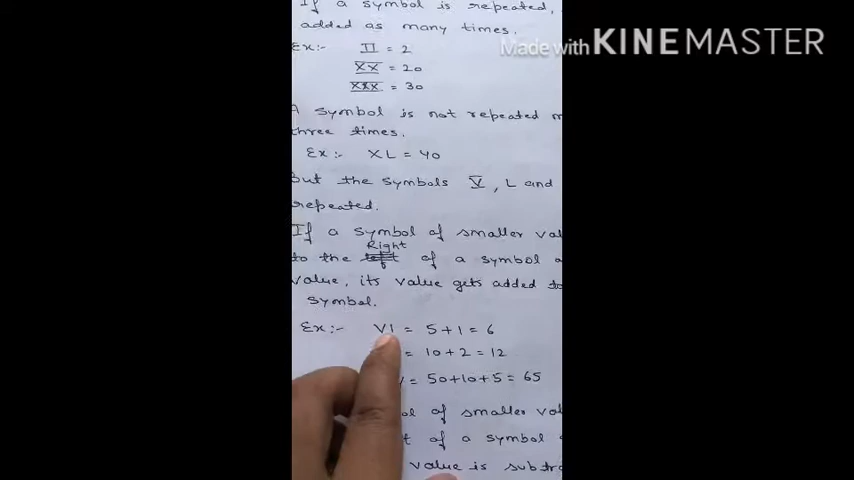 If a symbol is repeated,
added as many times.
Made with KINEMASTER
Ex:- II = 2
XX = 20
XXX = 30
A symbol is not repeated
three times.
Ex:- XL = 40
But the symbols V, L and
repeated.
If a symbol of smaller
Right
to the left of a symbol
value, its value gets added
symbol.
Ex:- VI = 5+1 = 6
= 10+2 = 12
= 50+10+5 = 65
of smaller
of a symbol
value is